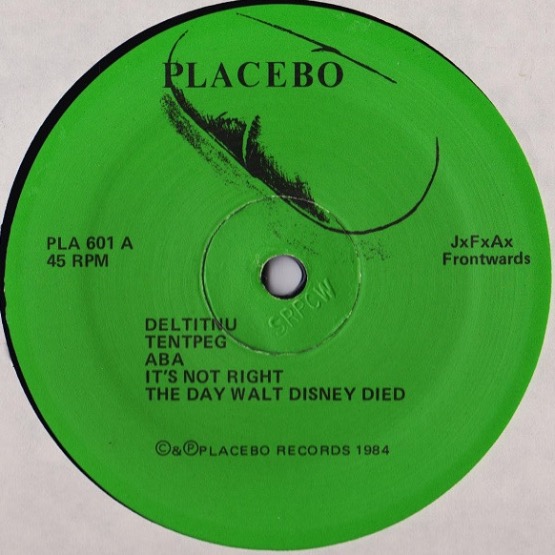 PLACEBO
PLA 601 A
45 RPM
JxFxAx
Frontwards
SRPCW
DELTITNU
TENTPEG
ABA
IT'S NOT RIGHT
THE DAY WALT DISNEY DIED
©&℗PLACEBO RECORDS 1984